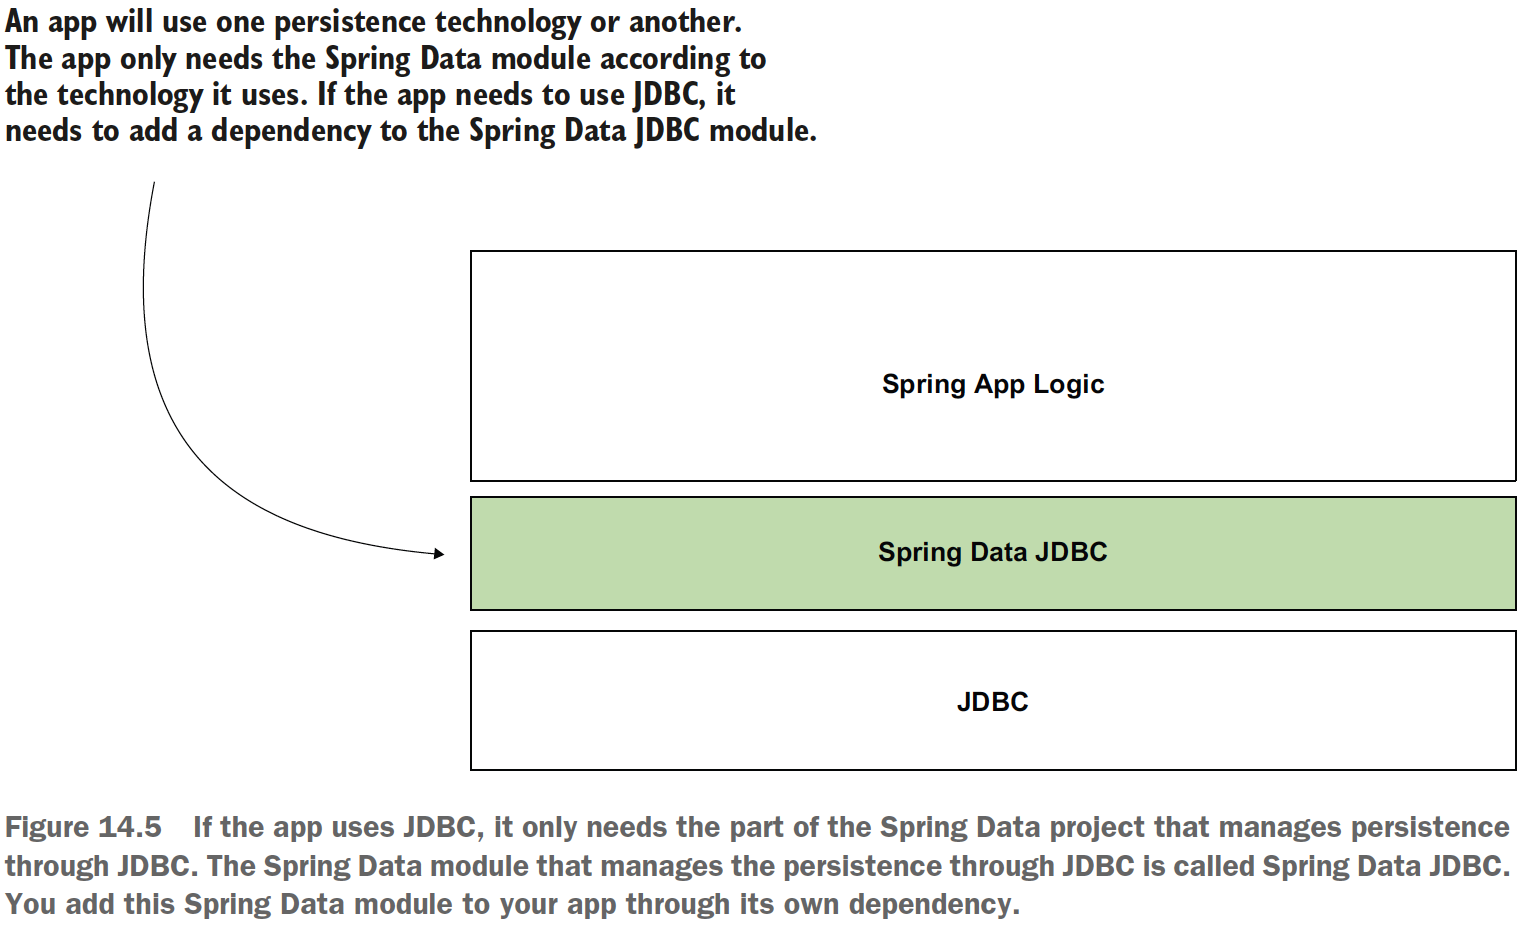 An app will use one persistence technology or another.
The app only needs the Spring Data module according to
the technology it uses. If the app needs to use JDBC, it
needs to add a dependency to the Spring Data JDBC module.
Spring App Logic
Spring Data JDBC
JDBC
Figure 14.5 If the app uses JDBC, it only needs the part of the Spring Data project that manages persistence
through JDBC. The Spring Data module that manages the persistence through JDBC is called Spring Data JDBC.
You add this Spring Data module to your app through its own dependency.